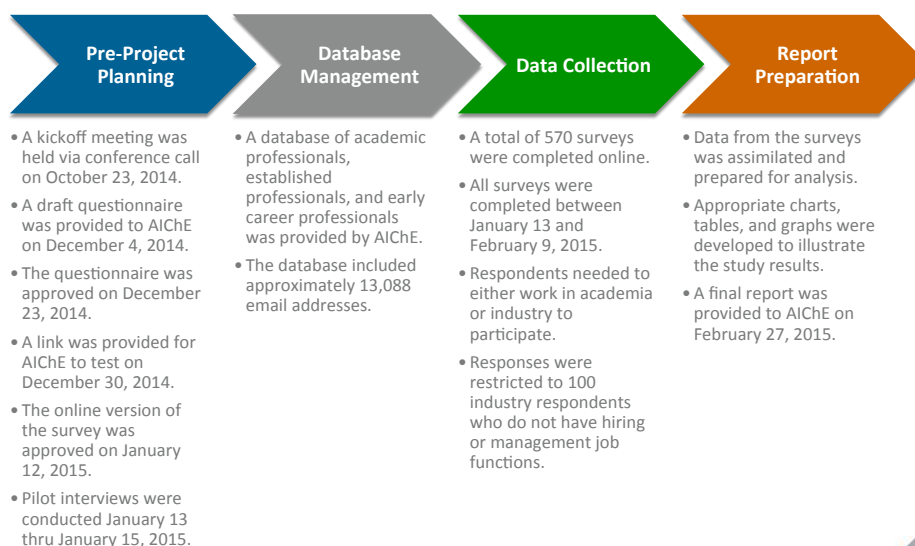 Pre-Project
Planning
• A kickoff meeting was
held via conference call
on October 23, 2014.
• A draft questionnaire
was provided to AIChE
on December 4, 2014.
• The questionnaire was
approved on December
23, 2014.
• A link was provided for
AIChE to test on
December 30, 2014.
• The online version of
the survey was
approved on January
12, 2015.
• Pilot interviews were
conducted January 13
thru January 15, 2015.
Database
Management
• A database of academic
professionals,
established
professionals, and early
career professionals
was provided by AIChE.
• The database included
approximately 13,088
email addresses.
Data Collection
• A total of 570 surveys
were completed online.
• All surveys were
completed between
January 13 and
February 9, 2015.
• Respondents needed to
either work in academia
or industry to
participate.
• Responses were
restricted to 100
industry respondents
who do not have hiring
or management job
functions.
Report
Preparation
• Data from the surveys
was assimilated and
prepared for analysis.
• Appropriate charts,
tables, and graphs were
developed to illustrate
the study results.
• A final report was
provided to AIChE on
February 27, 2015.